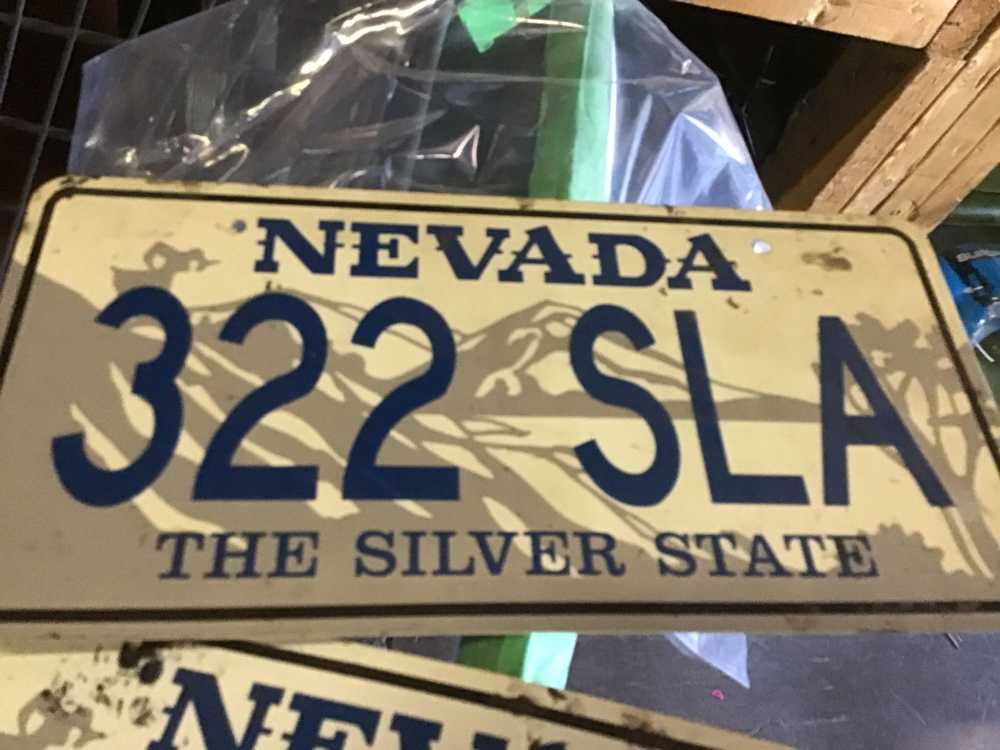 NEVADA
322 SLA
THE SILVER STATE